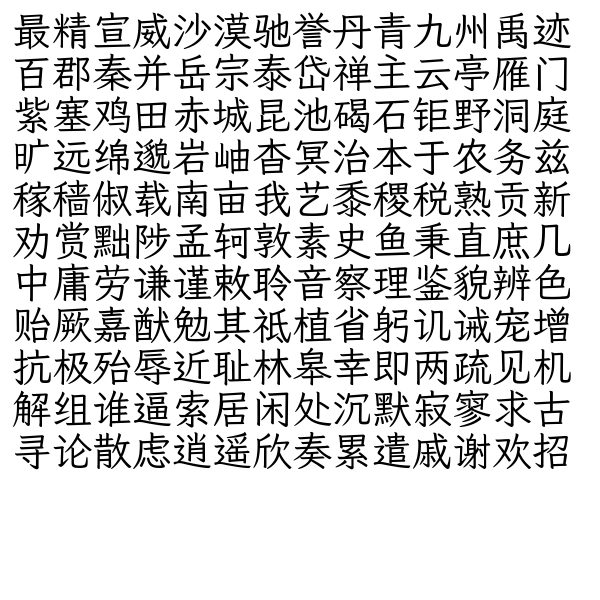 最精宣威沙漠驰誉丹青九州禹迹
百郡秦并岳宗泰岱禅主云亭雁门
紫塞鸡田赤城昆池碣石钜野洞庭
旷远绵邈岩岫杳冥治本于农务兹
稼穑俶载南亩我艺黍稷税熟贡新
劝赏黜陟孟轲敦素史鱼秉直庶几
中庸劳谦谨敕聆音察理鉴貌辨色
贻厥嘉猷勉其祗植省躬讥诫宠增
抗极殆辱近耻林皋幸即两疏见机
解组谁逼索居闲处沉默寂寥求古
寻论散虑逍遥欣奏累遣戚谢欢招